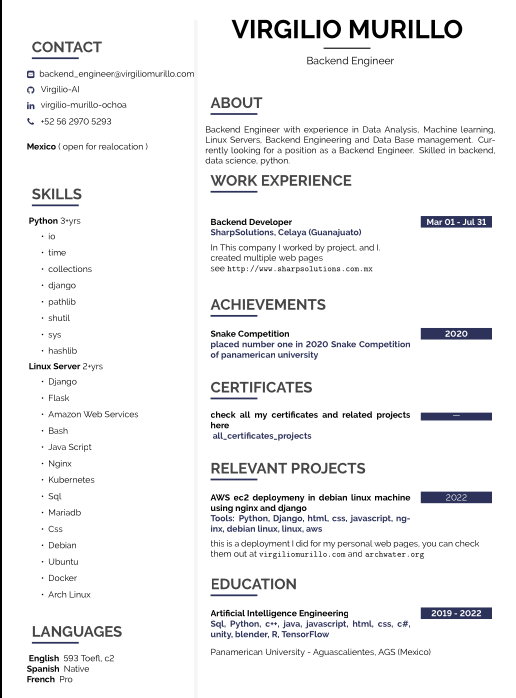 VIRGILIO MURILLO
Backend Engineer
CONTACT
backend_engineer@virgiliomurillo.com
Virgilio-AI
in virgilio-murillo-ochoa
+52 56 2970 5293
Mexico ( open for realocation )
SKILLS
Python 3+yrs
• io
• time
• collections
• django
• pathlib
• shutil
• sys
• hashlib
Linux Server 2+yrs
• Django
• Flask
• Amazon Web Services
• Bash
• Java Script
• Nginx
• Kubernetes
• Sql
• Mariadb
• Css
• Debian
• Ubuntu
• Docker
• Arch Linux
LANGUAGES
English 593 Toefl, c2
Spanish Native
French Pro
ABOUT
Backend Engineer with experience in Data Analysis, Machine learning,
Linux Servers, Backend Engineering and Data Base management. Cur-
rently looking for a position as a Backend Engineer. Skilled in backend,
data science, python.
WORK EXPERIENCE
Backend Developer Mar 01 - Jul 31
SharpSolutions, Celaya (Guanajuato)
In This company I worked by project, and I.
created multiple web pages
see http://www.sharpsolutions.com.mx
ACHIEVEMENTS
Snake Competition 2020
placed number one in 2020 Snake Competition
of panamerican university
CERTIFICATES
check all my certificates and related projects —
here
all_certificates_projects
RELEVANT PROJECTS
AWS ec2 deploymeny in debian linux machine 2022
using nginx and django
Tools: Python, Django, html, css, javascript, ng-
inx, debian linux, linux, aws
this is a deployment I did for my personal web pages, you can check
them out at virgiliomurillo.com and archwater.org
EDUCATION
Artificial Intelligence Engineering 2019 - 2022
Sql, Python, c++, java, javascript, html, css, c#,
unity, blender, R, TensorFlow
Panamerican University - Aguascalientes, AGS (Mexico)